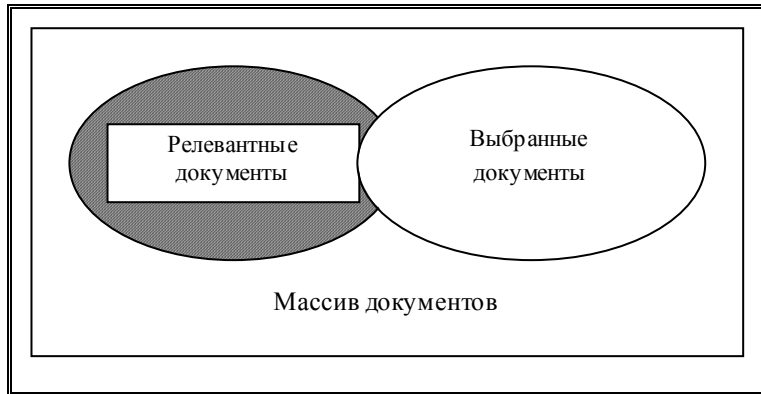 Релевантные
документы
Выбранные
документы
Массив документов